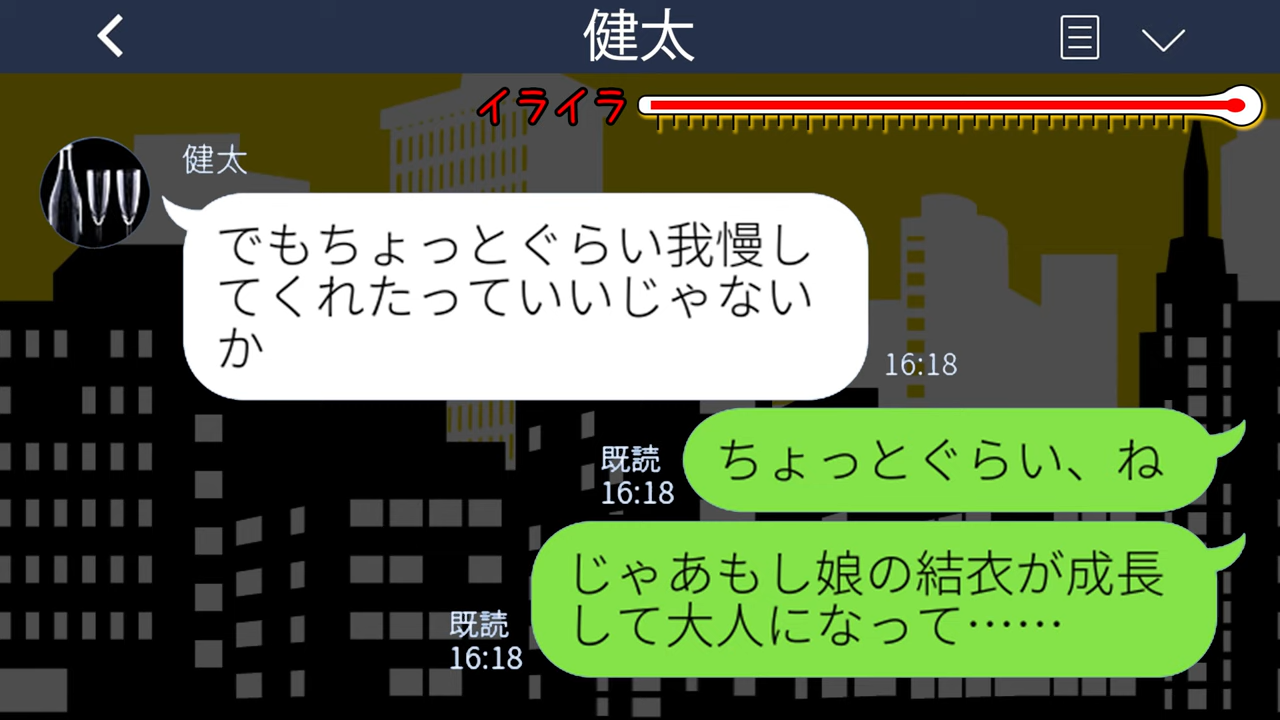 健太
イライラ
健太
でもちょっとぐらい我慢し
てくれたっていいじゃない
か
16:18
ちょっとぐらい、ね
既読
16:18
じゃあもし娘の結衣が成長
して大人になって……
既読
16:18